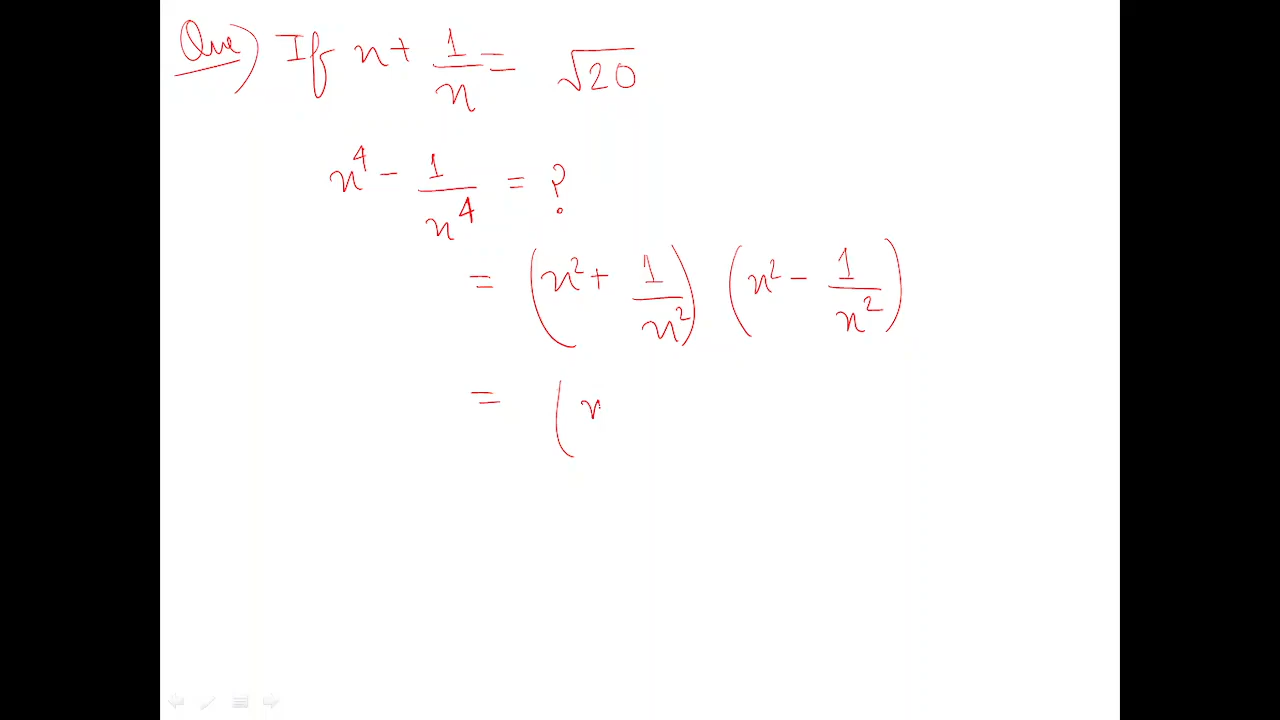 Que) If x + 1/x = √20
x⁴ - 1/x⁴ = ?
= (x² + 1/x²) (x² - 1/x²)
= (x